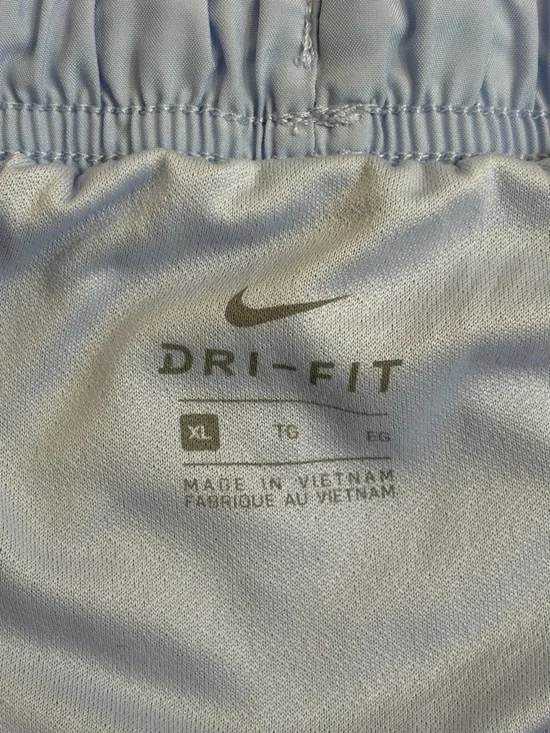 DRI-FIT
XL TG EG
MADE IN VIETNAM
FABRIQUE AU VIETNAM